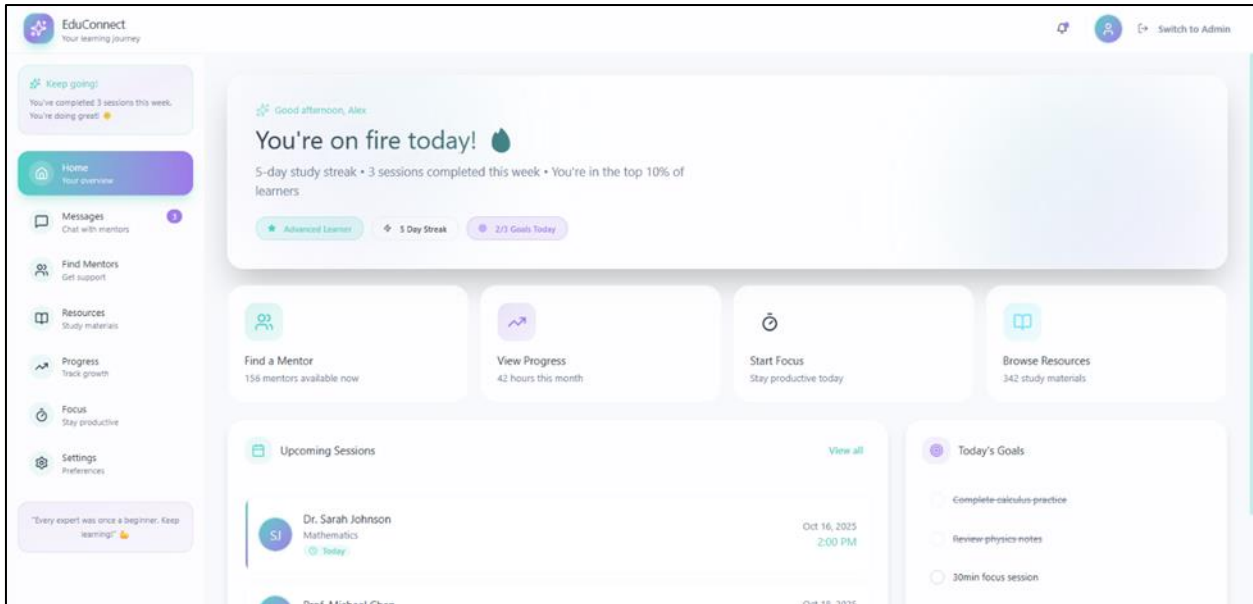 EduConnect
Your learning journey
Switch to Admin
Keep going!
You've completed 3 sessions this week.
You're doing great!
Home
Your overview
Messages
3
Chat with mentors
Find Mentors
Get support
Resources
Study materials
Progress
Track growth
Focus
Stay productive
Settings
Preferences
"Every expert was once a beginner. Keep
learning!" 💪
Good afternoon, Alex
You're on fire today!
5-day study streak • 3 sessions completed this week • You're in the top 10% of
learners
Advanced Learner
5 Day Streak
2/3 Goals Today
Find a Mentor
156 mentors available now
View Progress
42 hours this month
Start Focus
Stay productive today
Browse Resources
342 study materials
Upcoming Sessions
View all
SJ
Dr. Sarah Johnson
Mathematics
Today
Oct 16, 2025
2:00 PM
Prof. Michael Chen
Oct 18, 2025
Today's Goals
Complete calculus practice
Review physics notes
30min focus session